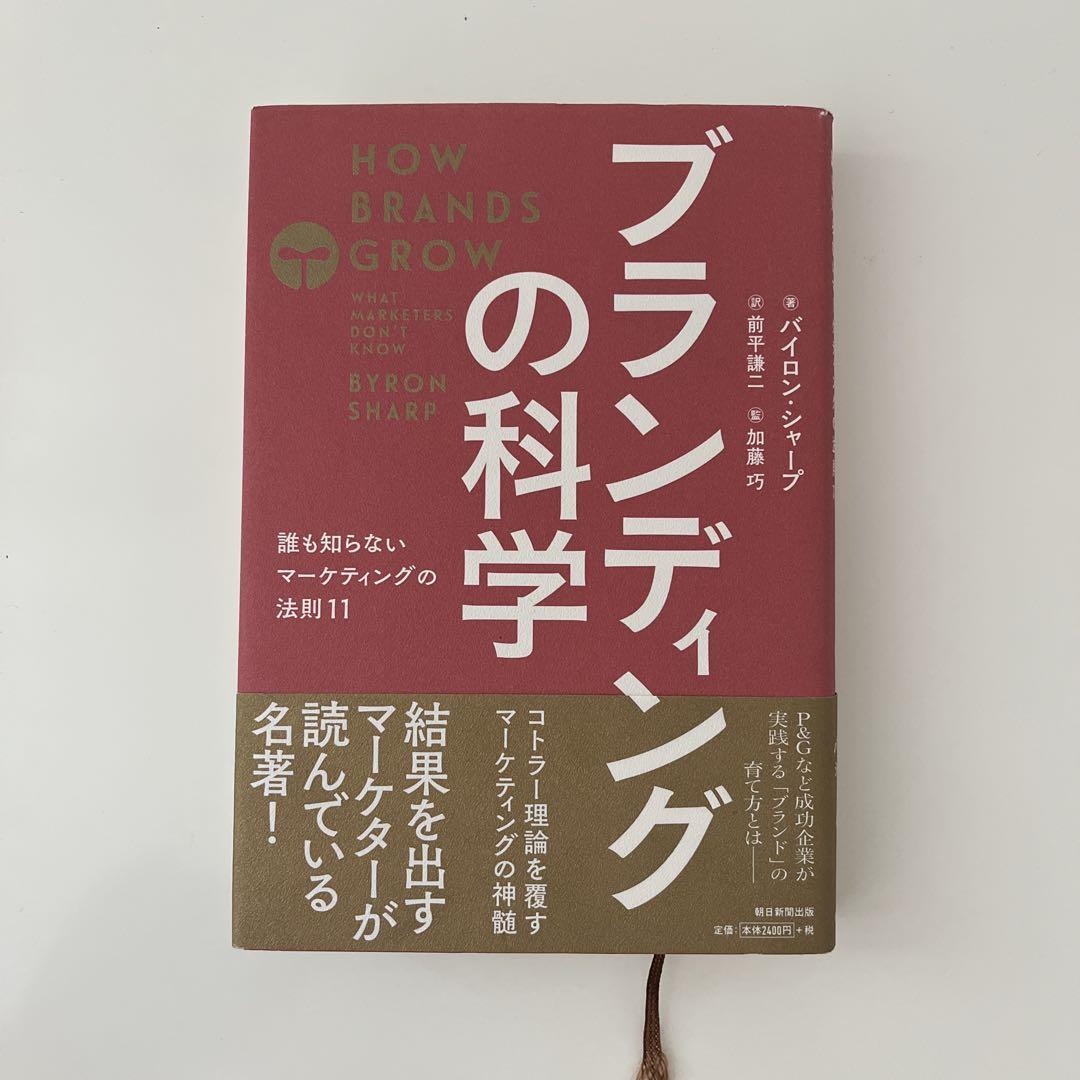 HOW
BRANDS
GROW
WHAT
MARKETERS
DON'T
KNOW
BYRON
SHARP
ブランディング
の科学
著 バイロン・シャープ
訳 前平謙二 監 加藤 巧
誰も知らない
マーケティングの
法則11
P&Gなど成功企業が
実践する「ブランド」の
育て方とは——
コトラー理論を覆す
マーケティングの神髄
結果を出す
マーケターが
読んでいる
名著!
朝日新聞出版
定価:本体2400円+税